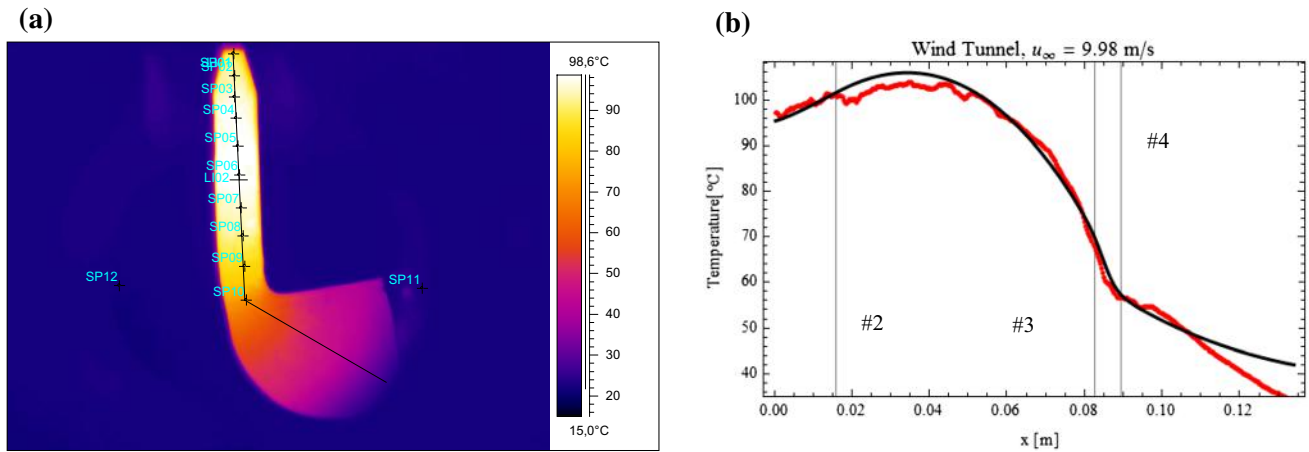 (a)
98,6°C
90
80
70
60
50
40
30
20
15,0°C
SP02
SP03
SP04
SP05
SP06
LI02
SP07
SP08
SP09
SP10
SP12
SP11
(b)
Wind Tunnel, u∞ = 9.98 m/s
Temperature[°C]
100
90
80
70
60
50
40
#2
#3
#4
0.00 0.02 0.04 0.06 0.08 0.10 0.12
x [m]